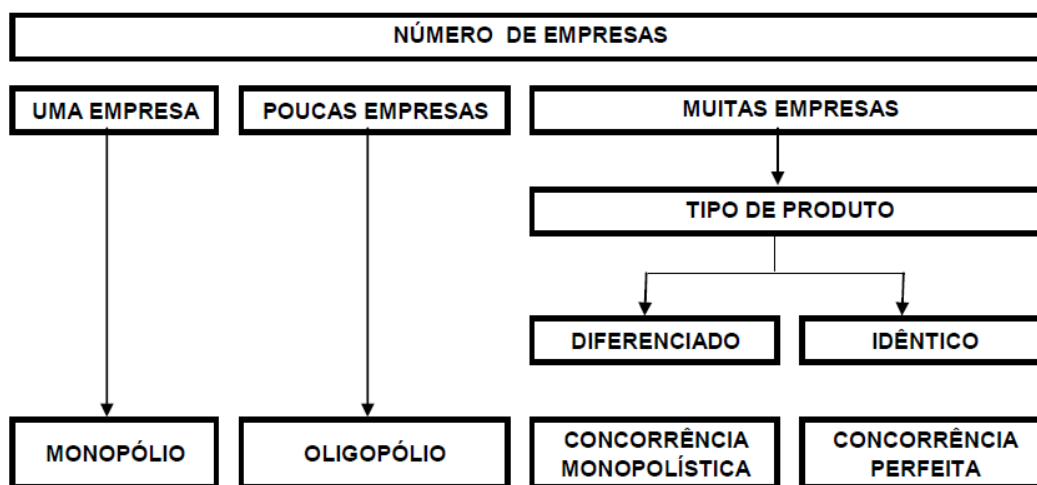 NÚMERO DE EMPRESAS
UMA EMPRESA
POUCAS EMPRESAS
MUITAS EMPRESAS
TIPO DE PRODUTO
DIFERENCIADO
IDÊNTICO
MONOPÓLIO
OLIGOPÓLIO
CONCORRÊNCIA
MONOPOLÍSTICA
CONCORRÊNCIA
PERFEITA